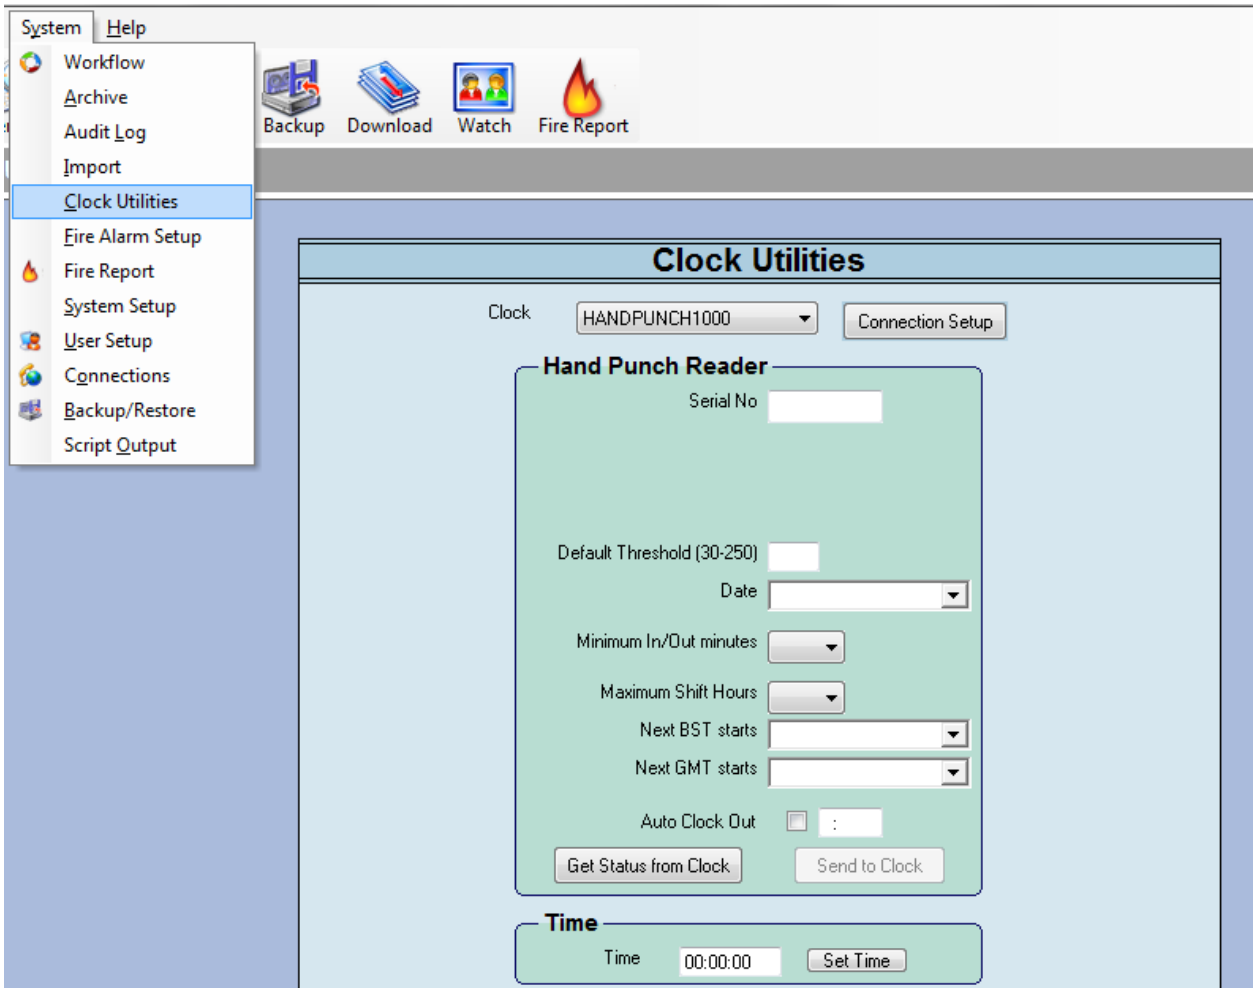 System Help
Workflow
Archive
Audit Log
Import
Clock Utilities
Fire Alarm Setup
Fire Report
System Setup
User Setup
Connections
Backup/Restore
Script Output
Backup Download Watch Fire Report
Clock Utilities
Clock HANDPUNCH1000 Connection Setup
Hand Punch Reader
Serial No
Default Threshold (30-250)
Date
Minimum In/Out minutes
Maximum Shift Hours
Next BST starts
Next GMT starts
Auto Clock Out :
Get Status from Clock Send to Clock
Time
Time 00:00:00 Set Time